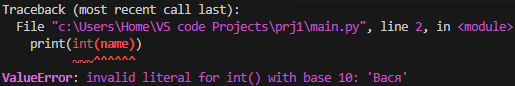 Traceback (most recent call last):
File "c:\Users\Home\VS code Projects\prj1\main.py", line 2, in <module>
print(int(name))
~~~^^^^^^
ValueError: invalid literal for int() with base 10: 'Вася'